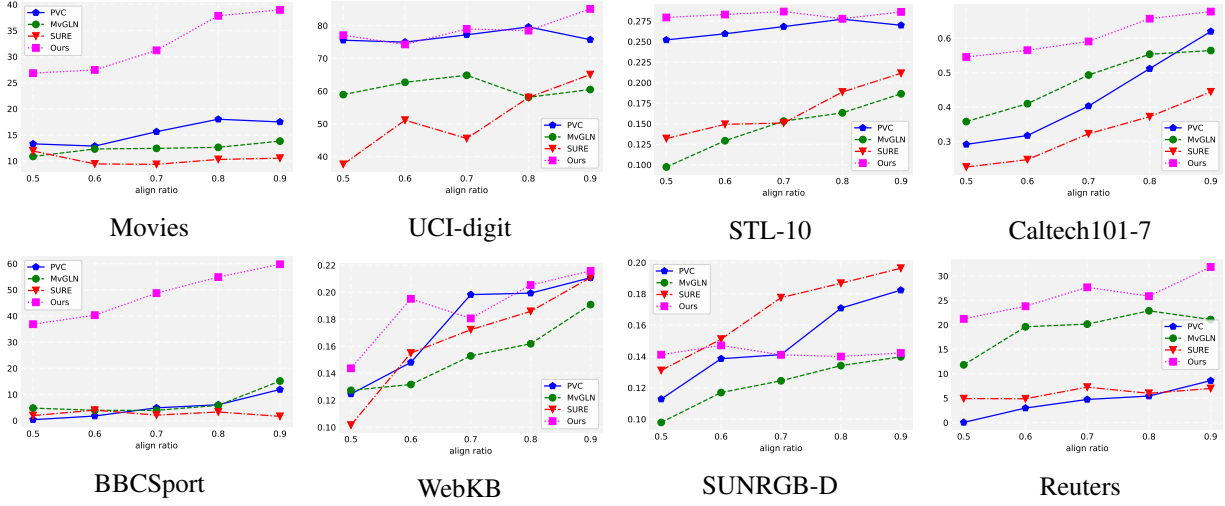 40
35
30
25
20
15
10
PVC
MvGLN
SURE
Ours
0.5 0.6 0.7 0.8 0.9
align ratio
Movies
80
70
60
50
40
PVC
MvGLN
SURE
Ours
0.5 0.6 0.7 0.8 0.9
align ratio
UCI-digit
0.275
0.250
0.225
0.200
0.175
0.150
0.125
0.100
PVC
MvGLN
SURE
Ours
0.5 0.6 0.7 0.8 0.9
align ratio
STL-10
0.6
0.5
0.4
0.3
PVC
MvGLN
SURE
Ours
0.5 0.6 0.7 0.8 0.9
align ratio
Caltech101-7
60
50
40
30
20
10
0
PVC
MvGLN
SURE
Ours
0.5 0.6 0.7 0.8 0.9
align ratio
BBCSport
0.22
0.20
0.18
0.16
0.14
0.12
0.10
PVC
MvGLN
SURE
Ours
0.5 0.6 0.7 0.8 0.9
align ratio
WebKB
0.20
0.18
0.16
0.14
0.12
0.10
PVC
MvGLN
SURE
Ours
0.5 0.6 0.7 0.8 0.9
align ratio
SUNRGB-D
30
25
20
15
10
5
0
PVC
MvGLN
SURE
Ours
0.5 0.6 0.7 0.8 0.9
align ratio
Reuters